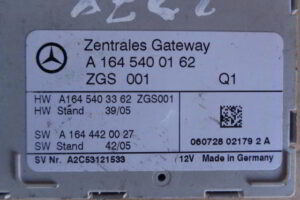 Zentrales Gateway
A 164 540 01 62
ZGS 001 Q1
HW A164 540 33 62 ZGS001
HW Stand 39/05
SW A 164 442 00 27
SW Stand 42/05
060728 02179 2 A
SV Nr. A2C53121533 12V Made in Germany